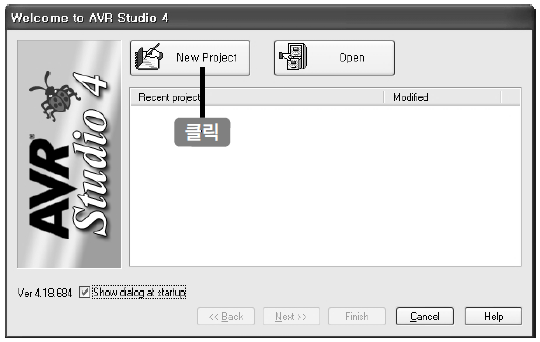 Welcome to AVR Studio 4
New Project
Open
Recent project
Modified
클릭
AVR Studio 4
Ver 4.18.684
Show dialog at startup
<< Back
Next >>
Finish
Cancel
Help